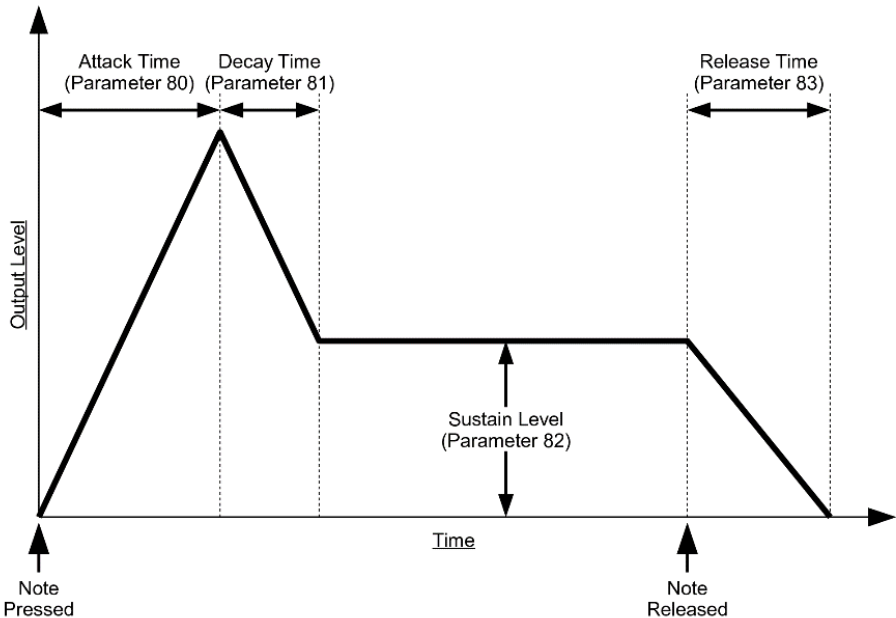 Attack Time
(Parameter 80)
Decay Time
(Parameter 81)
Release Time
(Parameter 83)
Output Level
Sustain Level
(Parameter 82)
Time
Note
Pressed
Note
Released